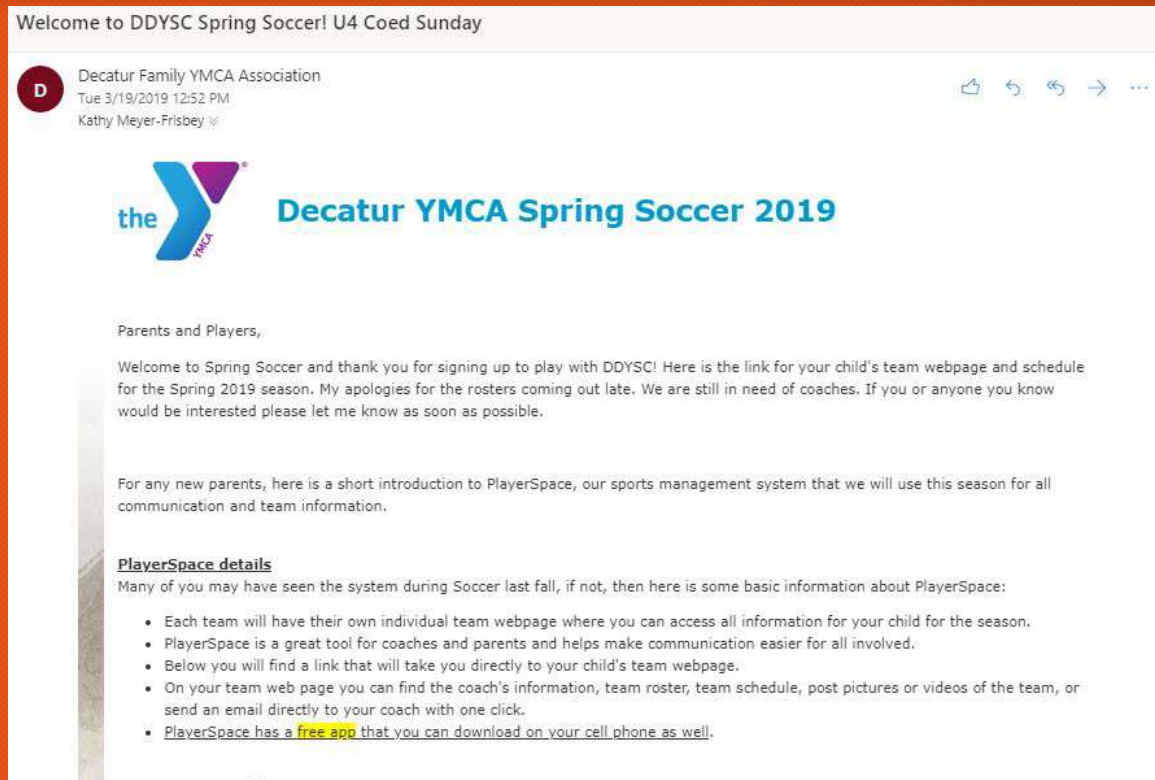 Welcome to DDYSC Spring Soccer! U4 Coed Sunday
D
Decatur Family YMCA Association
Tue 3/19/2019 12:52 PM
Kathy Meyer-Frisbey
the
YMCA
Decatur YMCA Spring Soccer 2019
Parents and Players,
Welcome to Spring Soccer and thank you for signing up to play with DDYSC! Here is the link for your child's team webpage and schedule
for the Spring 2019 season. My apologies for the rosters coming out late. We are still in need of coaches. If you or anyone you know
would be interested please let me know as soon as possible.
For any new parents, here is a short introduction to PlayerSpace, our sports management system that we will use this season for all
communication and team information.
PlayerSpace details
Many of you may have seen the system during Soccer last fall, if not, then here is some basic information about PlayerSpace:
• Each team will have their own individual team webpage where you can access all information for your child for the season.
• PlayerSpace is a great tool for coaches and parents and helps make communication easier for all involved.
• Below you will find a link that will take you directly to your child's team webpage.
• On your team web page you can find the coach's information, team roster, team schedule, post pictures or videos of the team, or
send an email directly to your coach with one click.
• PlayerSpace has a free app that you can download on your cell phone as well.